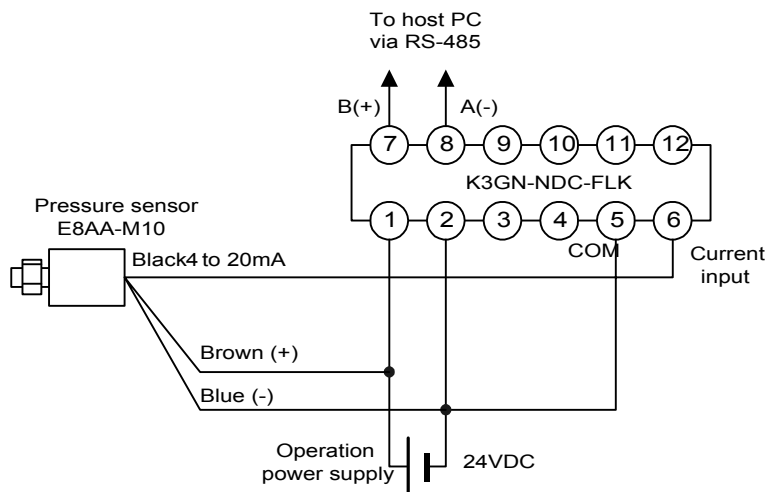 To host PC
via RS-485
B(+)
A(-)
7 8 9 10 11 12
K3GN-NDC-FLK
Pressure sensor
E8AA-M10
1 2 3 4 5 6
COM
Current
input
Black4 to 20mA
Brown (+)
Blue (-)
Operation
power supply
24VDC